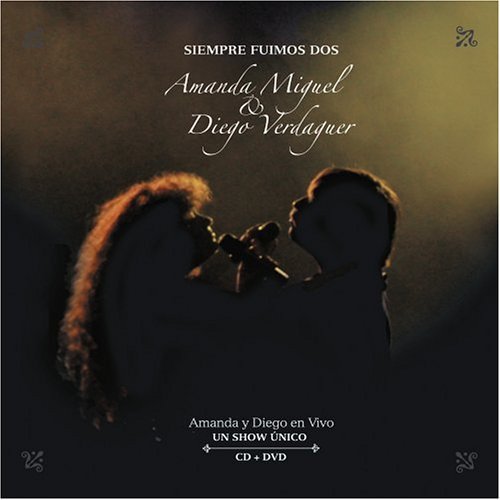 SIEMPRE FUIMOS DOS
Amanda Miguel
&
Diego Verdaguer
Amanda y Diego en Vivo
UN SHOW ÚNICO
CD + DVD